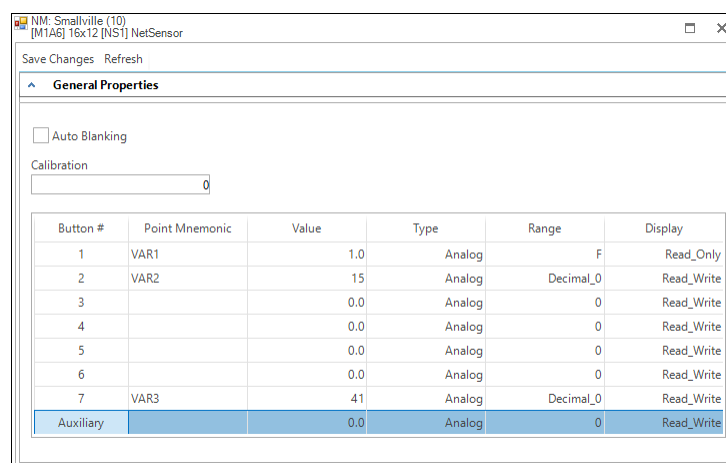 NM: Smallville (10)
[M1A6] 16x12 [NS1] NetSensor
Save Changes Refresh
General Properties
Auto Blanking
Calibration
0
Button # Point Mnemonic Value Type Range Display
1 VAR1 1.0 Analog F Read_Only
2 VAR2 15 Analog Decimal_0 Read_Write
3 0.0 Analog 0 Read_Write
4 0.0 Analog 0 Read_Write
5 0.0 Analog 0 Read_Write
6 0.0 Analog 0 Read_Write
7 VAR3 41 Analog Decimal_0 Read_Write
Auxiliary 0.0 Analog 0 Read_Write